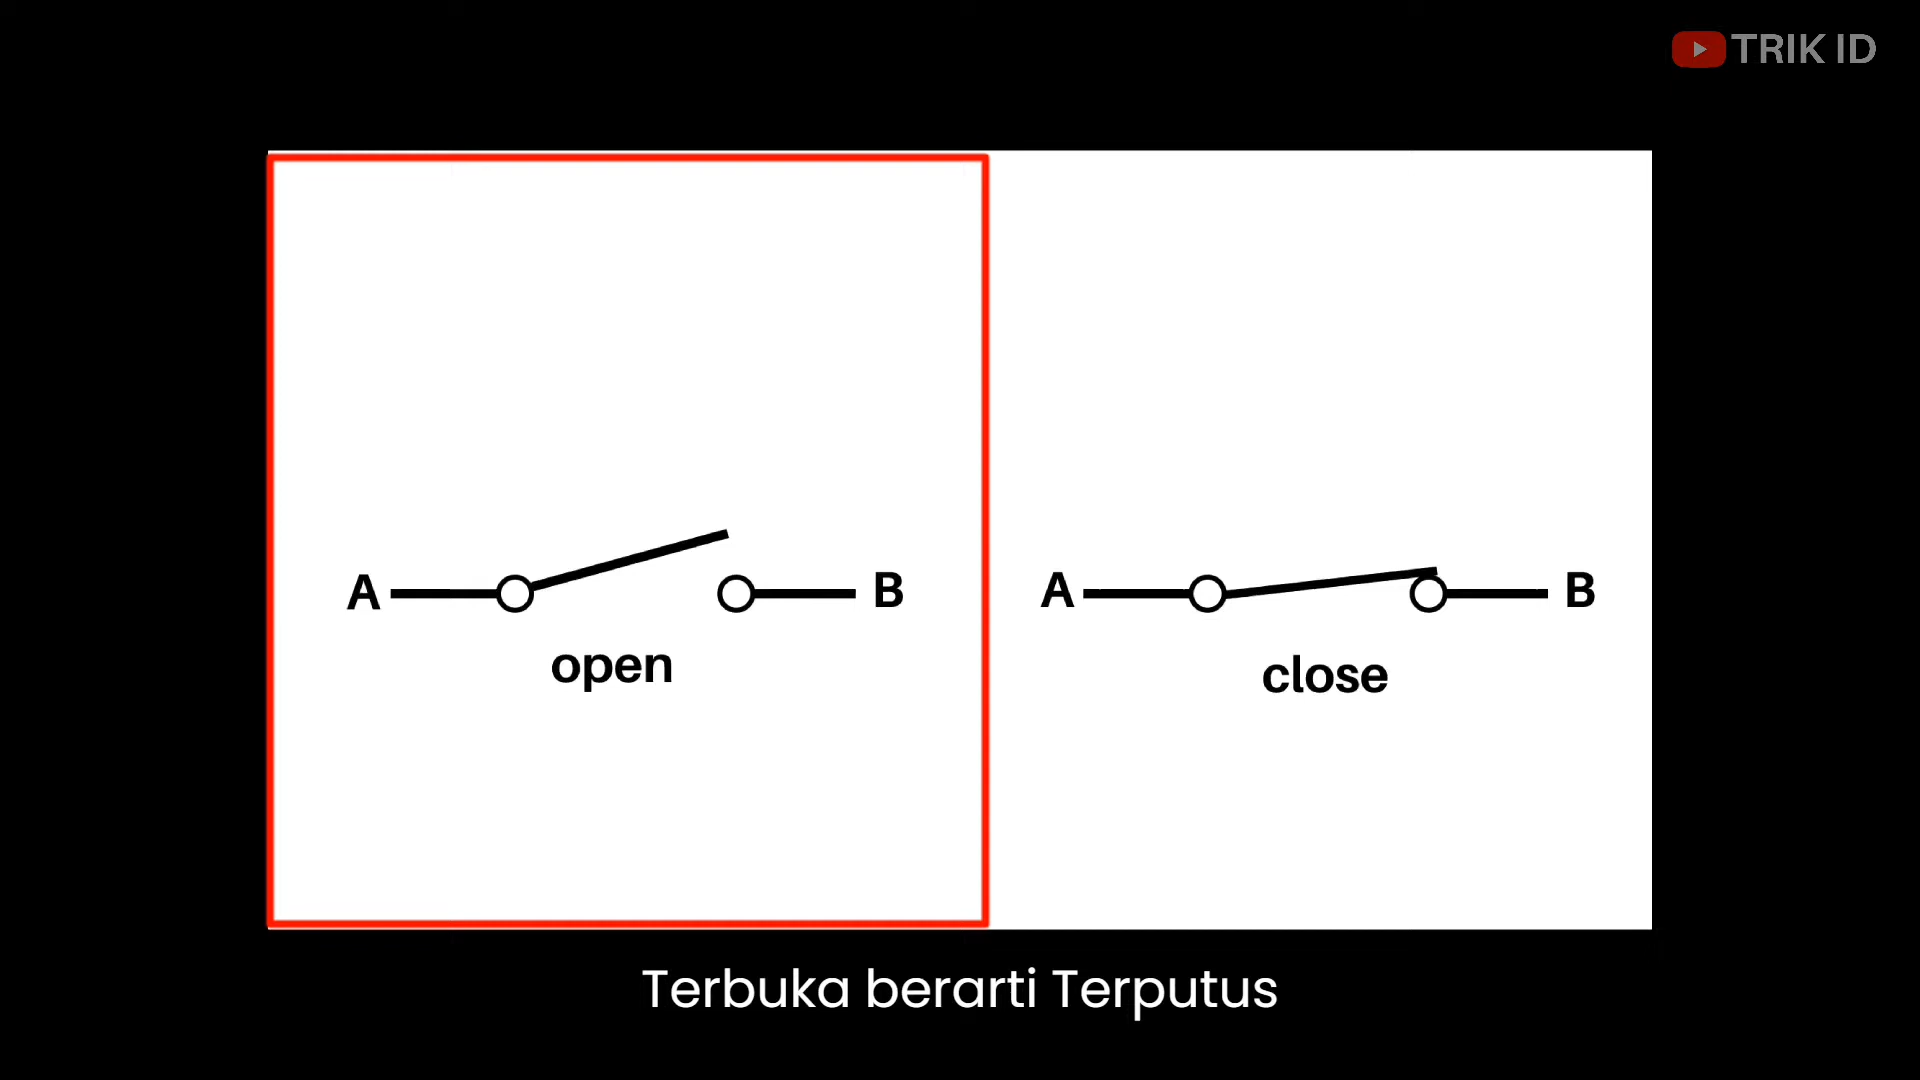 TRIK ID
A B
open
A B
close
Terbuka berarti Terputus